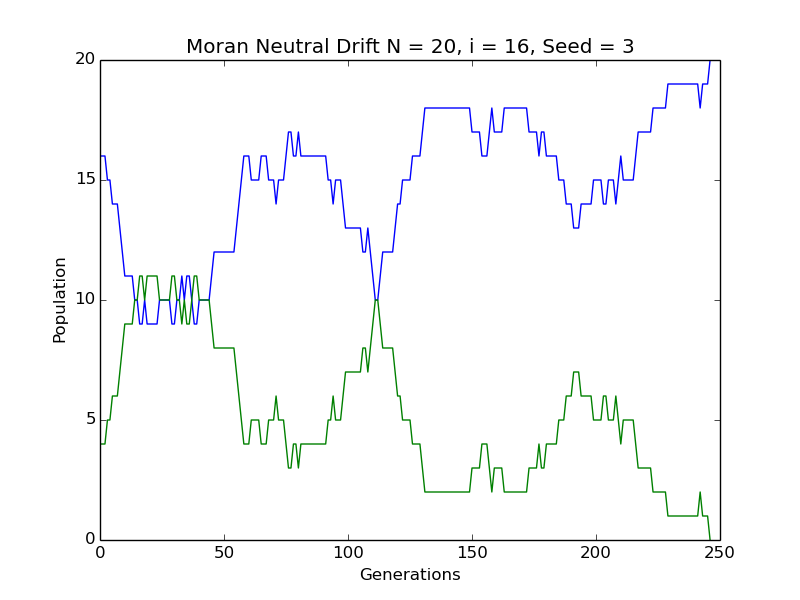 Moran Neutral Drift N = 20, i = 16, Seed = 3
20
15
10
5
0
Population
0 50 100 150 200 250
Generations